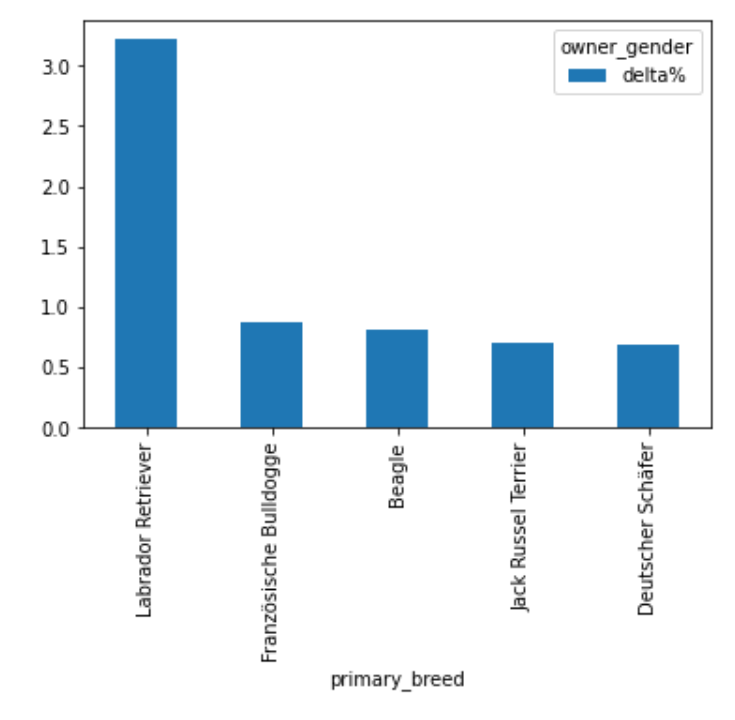 owner_gender
delta%
3.0
2.5
2.0
1.5
1.0
0.5
0.0
Labrador Retriever
Französische Bulldogge
Beagle
Jack Russel Terrier
Deutscher Schäfer
primary_breed